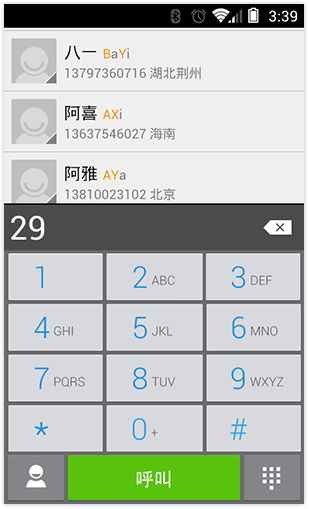 3:39
八一 BaYi
13797360716 湖北荆州
阿喜 AXi
13637546027 海南
阿雅 AYa
13810023102 北京
29
1 2 ABC 3 DEF
4 GHI 5 JKL 6 MNO
7 PQRS 8 TUV 9 WXYZ
* 0 + #
呼叫